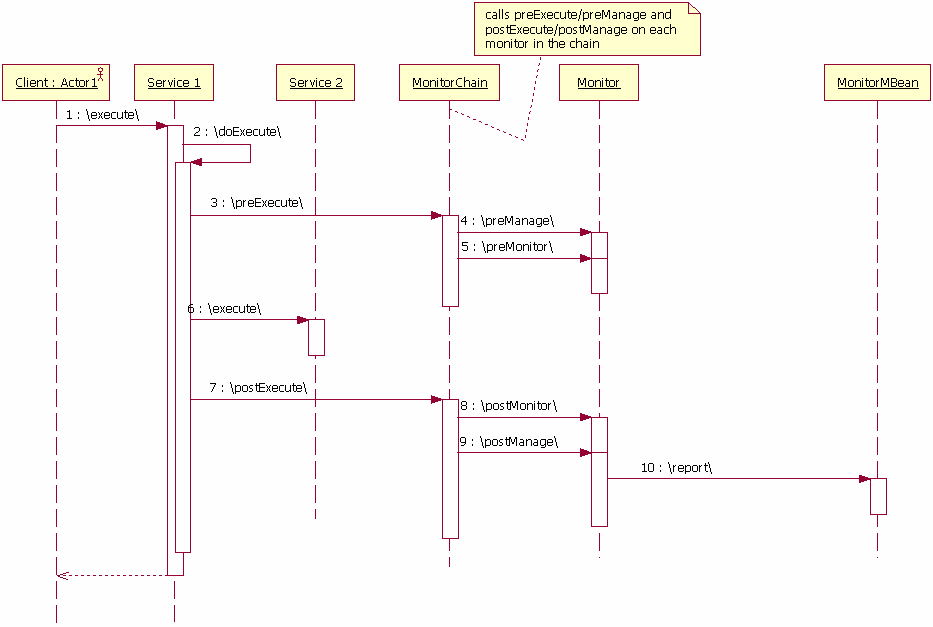 calls preExecute/preManage and
postExecute/postManage on each
monitor in the chain
Client : Actor1
Service 1
Service 2
MonitorChain
Monitor
MonitorMBean
1 : \execute\
2 : \doExecute\
3 : \preExecute\
4 : \preManage\
5 : \preMonitor\
6 : \execute\
7 : \postExecute\
8 : \postMonitor\
9 : \postManage\
10 : \report\